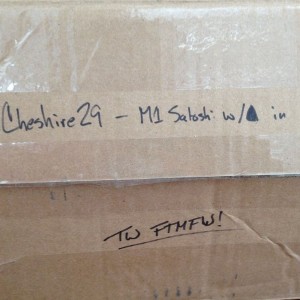 Cheshire29 - M1 Satoshi w/▲ in
TW FTMFW!